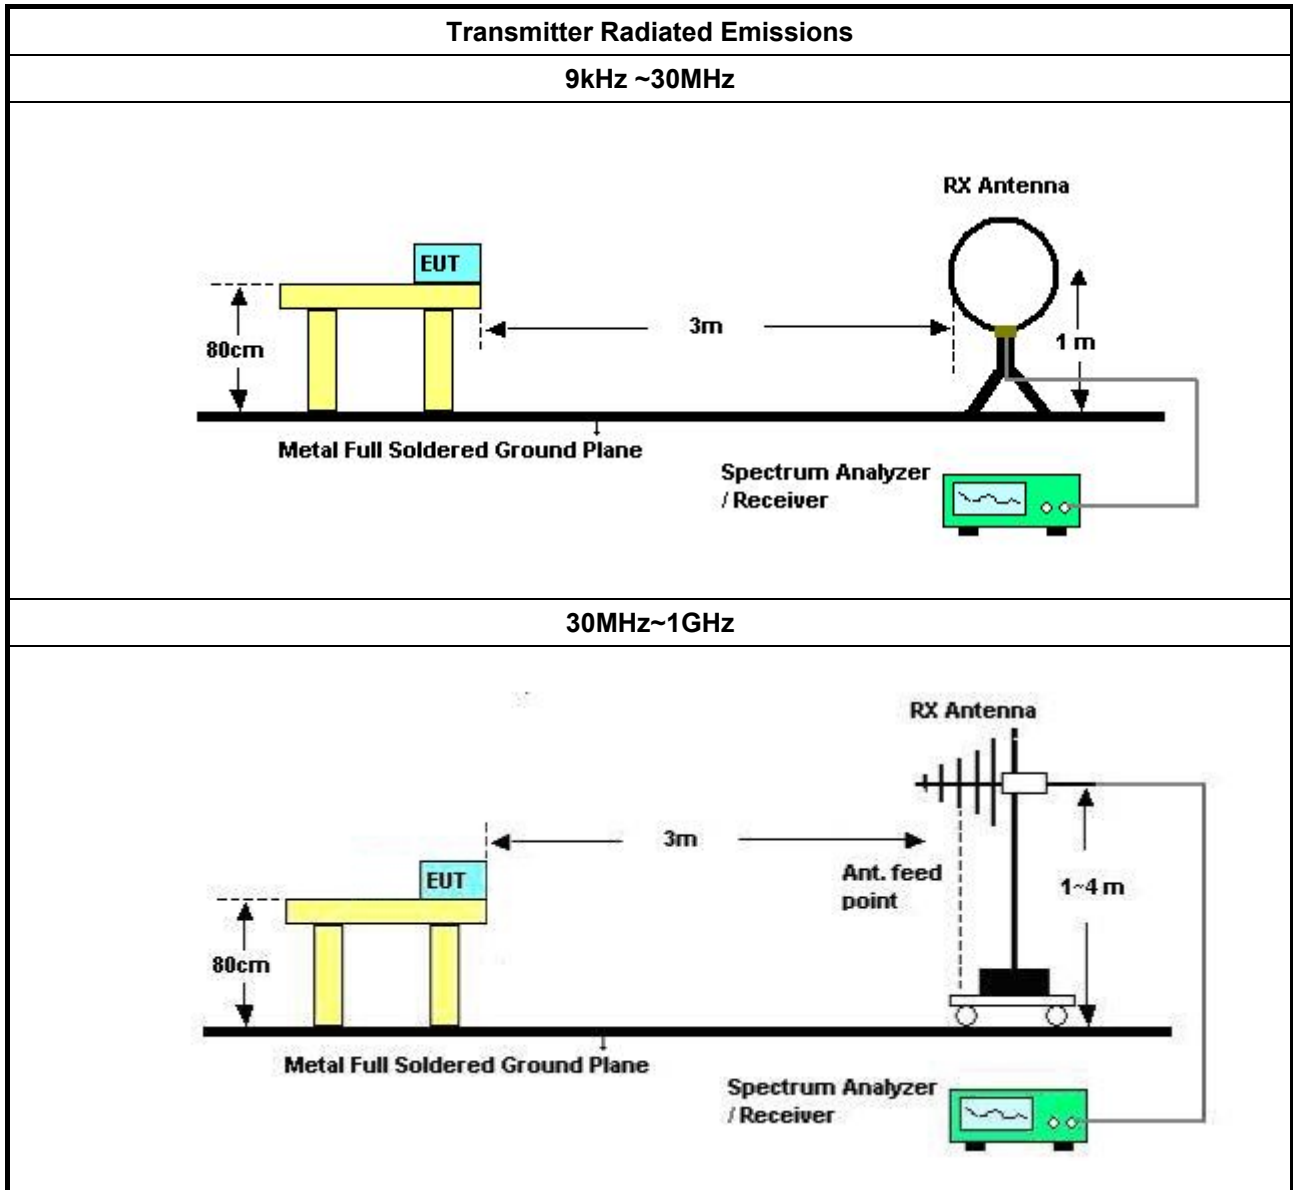 Transmitter Radiated Emissions
9kHz ~30MHz
RX Antenna
EUT
3m
80cm
1 m
Metal Full Soldered Ground Plane
Spectrum Analyzer
/ Receiver
30MHz~1GHz
RX Antenna
3m
EUT
Ant. feed
point
1~4 m
80cm
Metal Full Soldered Ground Plane
Spectrum Analyzer
/ Receiver